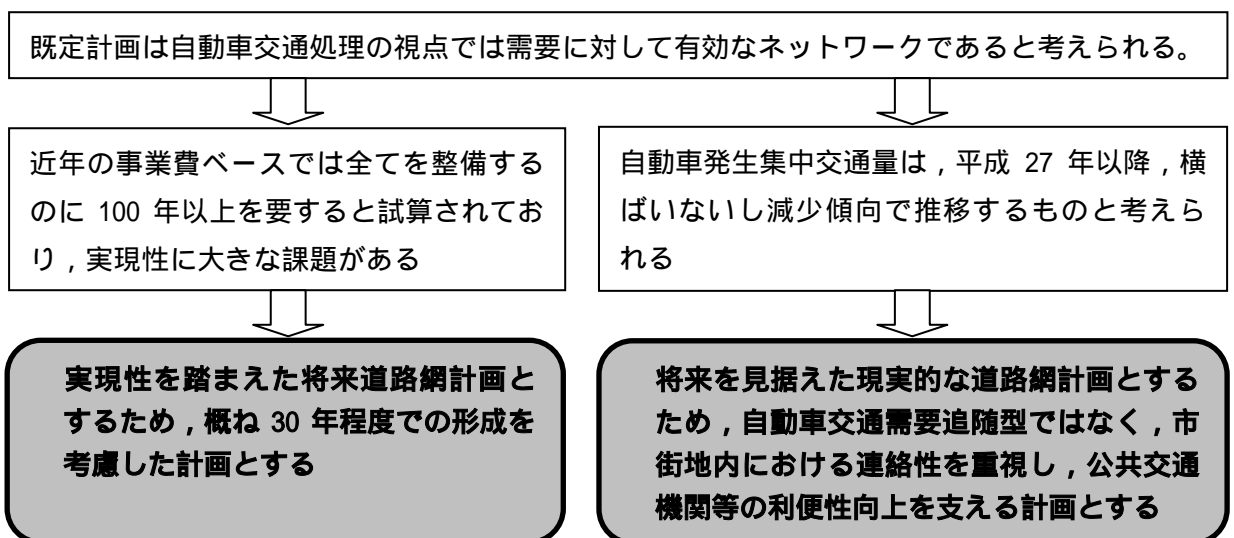 既定計画は自動車交通処理の視点では需要に対して有効なネットワークであると考えられる。
近年の事業費ベースでは全てを整備する
のに 100 年以上を要すると試算されてお
り，実現性に大きな課題がある
自動車発生集中交通量は，平成 27 年以降，横
ばいないし減少傾向で推移するものと考えら
れる
実現性を踏まえた将来道路網計画と
するため，概ね 30 年程度での形成を
考慮した計画とする
将来を見据えた現実的な道路網計画とする
ため，自動車交通需要追随型ではなく，市
街地内における連絡性を重視し，公共交通
機関等の利便性向上を支える計画とする